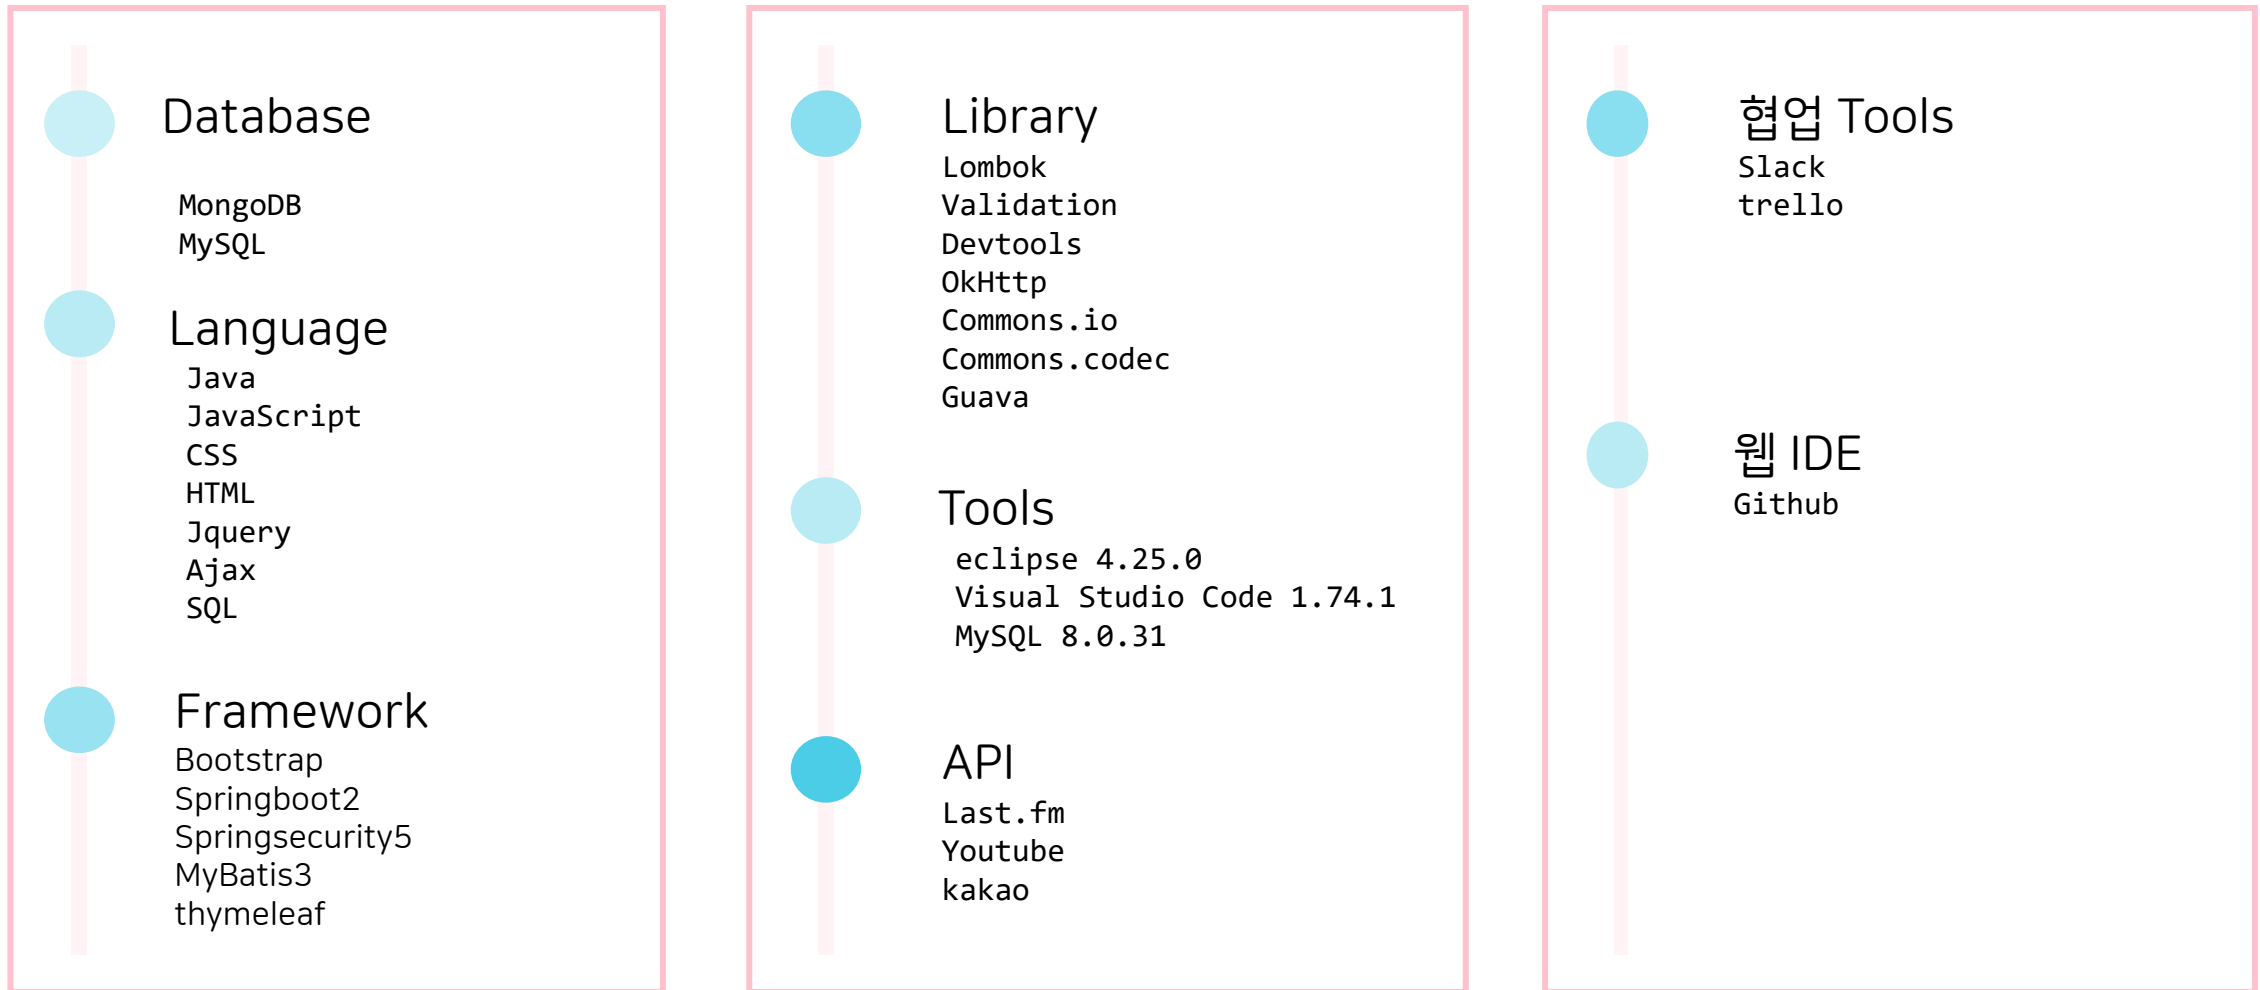 Database
MongoDB
MySQL
Language
Java
JavaScript
CSS
HTML
Jquery
Ajax
SQL
Framework
Bootstrap
Springboot2
Springsecurity5
MyBatis3
thymeleaf
Library
Lombok
Validation
Devtools
OkHttp
Commons.io
Commons.codec
Guava
Tools
eclipse 4.25.0
Visual Studio Code 1.74.1
MySQL 8.0.31
API
Last.fm
Youtube
kakao
협업 Tools
Slack
trello
웹 IDE
Github